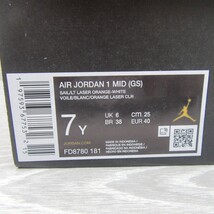 AIR JORDAN 1 MID (GS)
SAIL/LT LASER ORANGE-WHITE
VOILE/BLANC/ORANGE LASER CLR
7Y
UK 6 CM 25
BR 38 EUR 40
FD8780 181